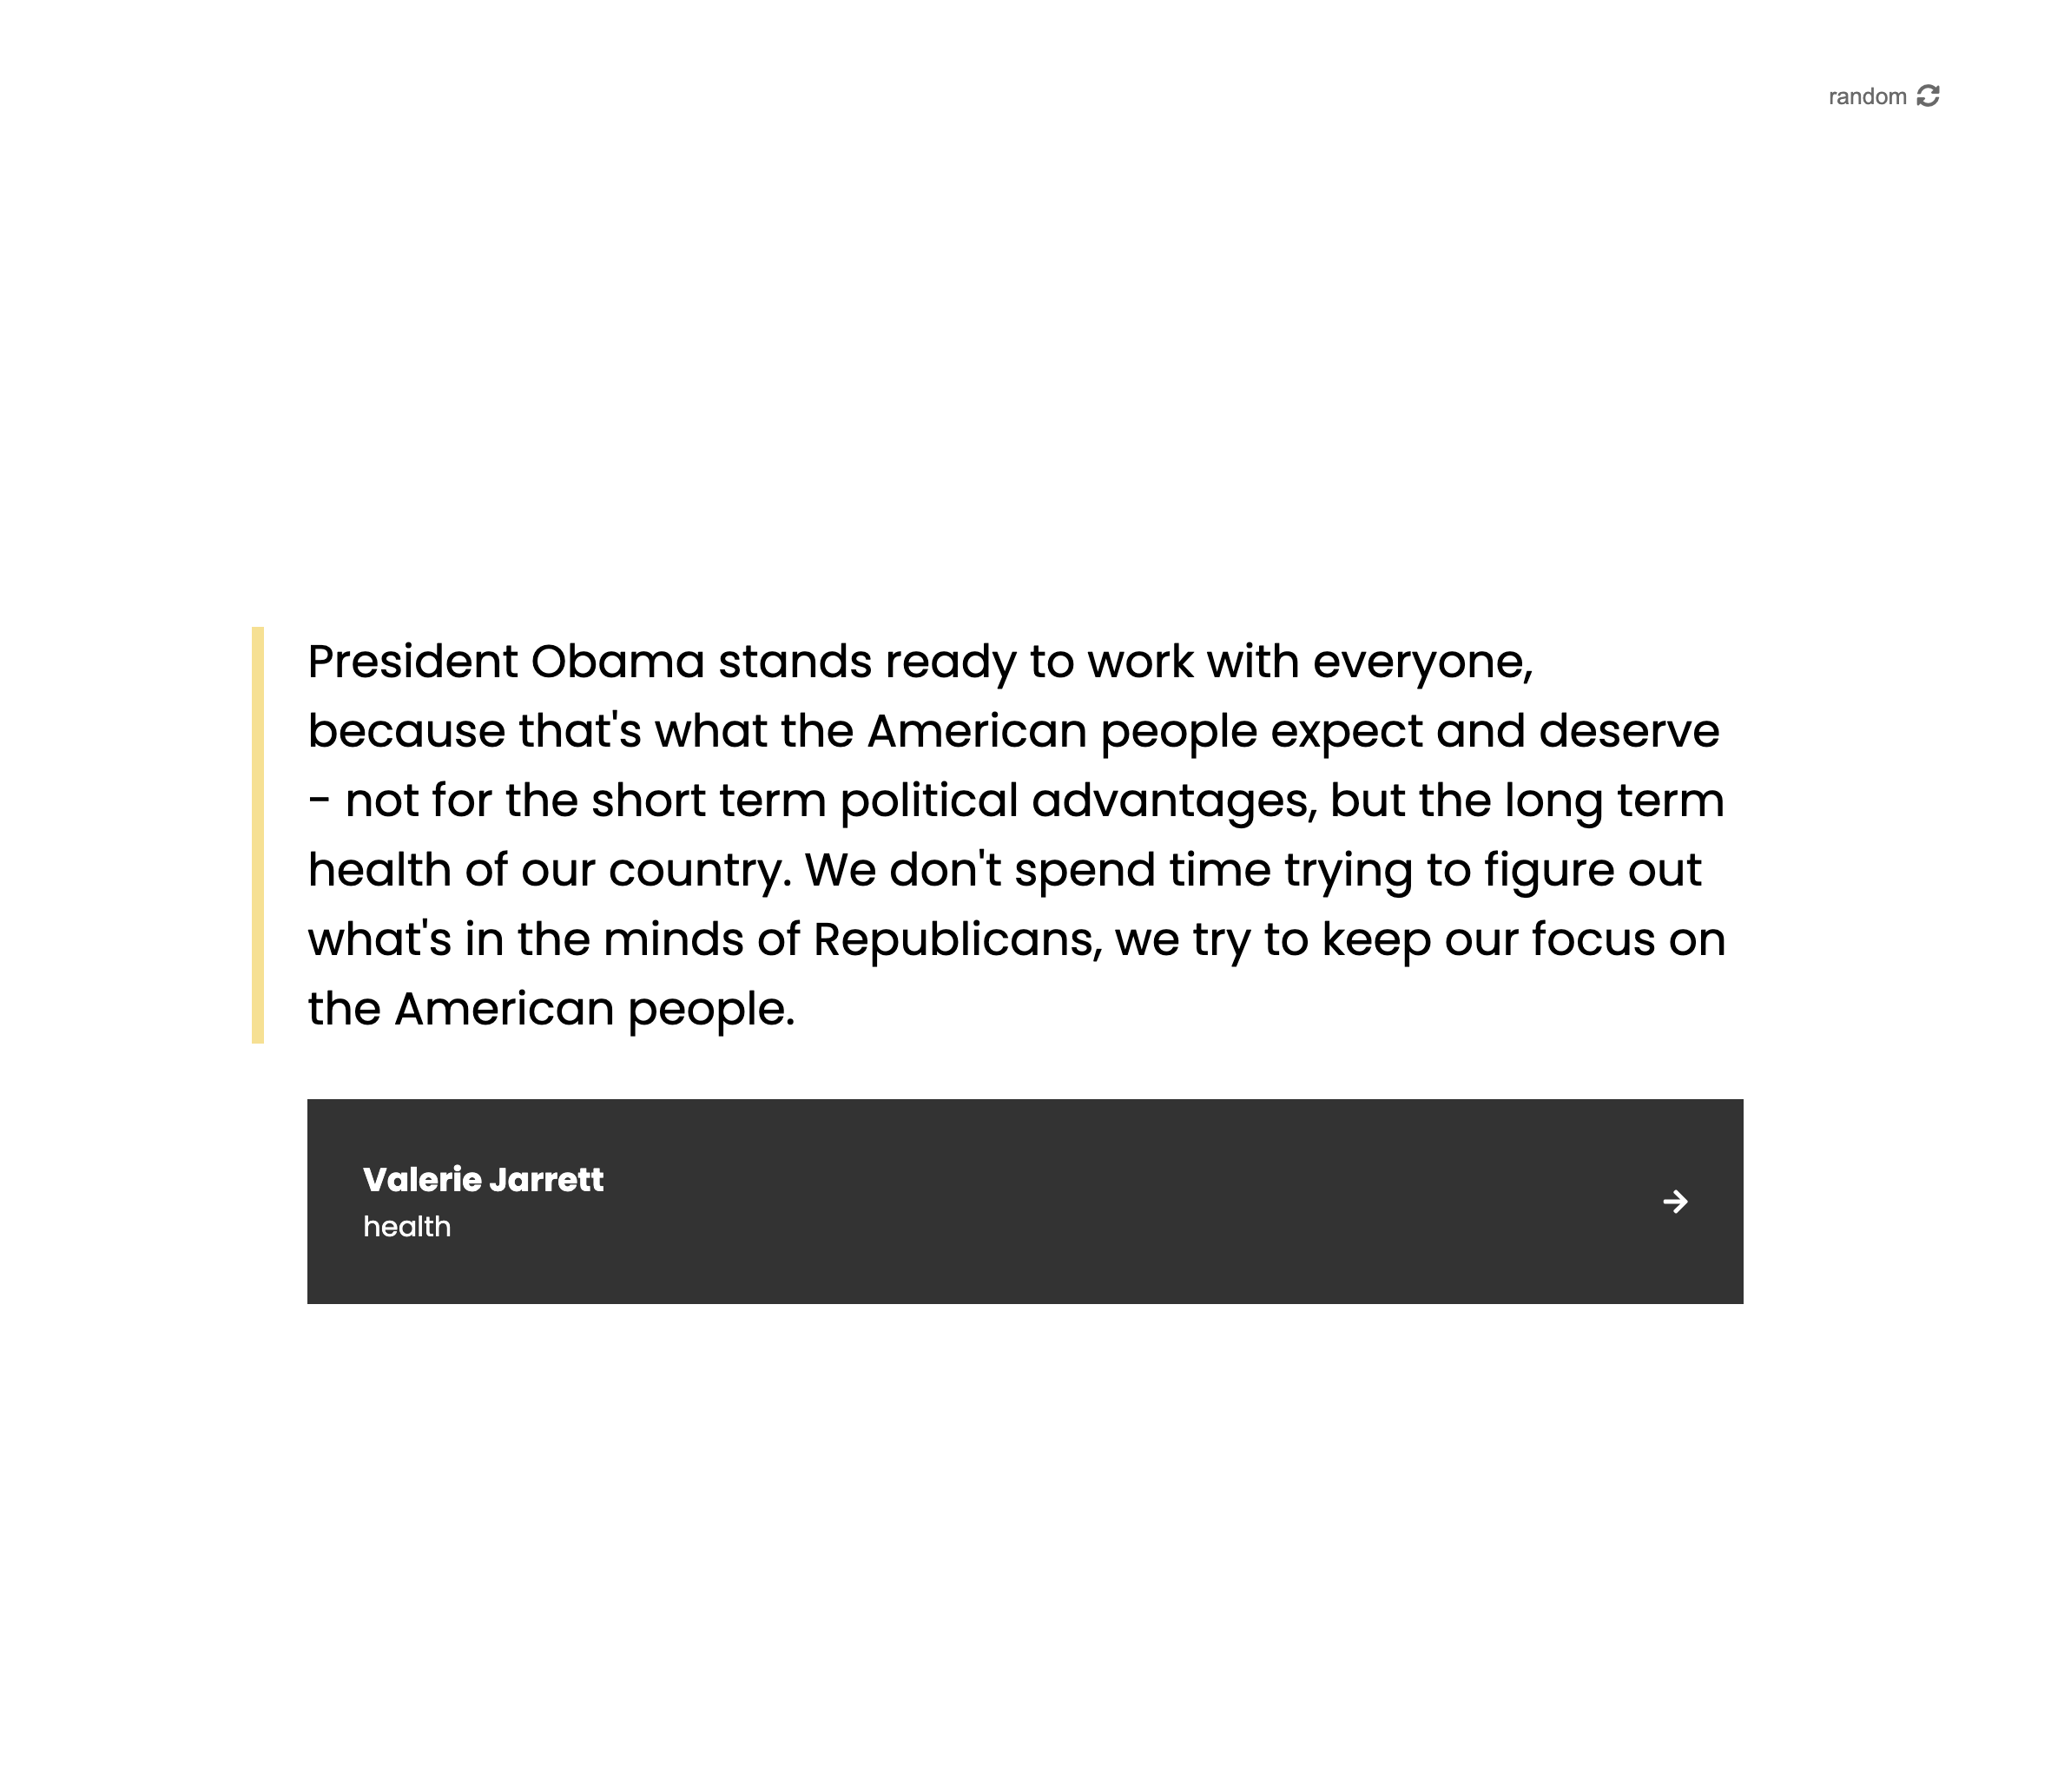 random
President Obama stands ready to work with everyone,
because that's what the American people expect and deserve
- not for the short term political advantages, but the long term
health of our country. We don't spend time trying to figure out
what's in the minds of Republicans, we try to keep our focus on
the American people.
Valerie Jarrett
health